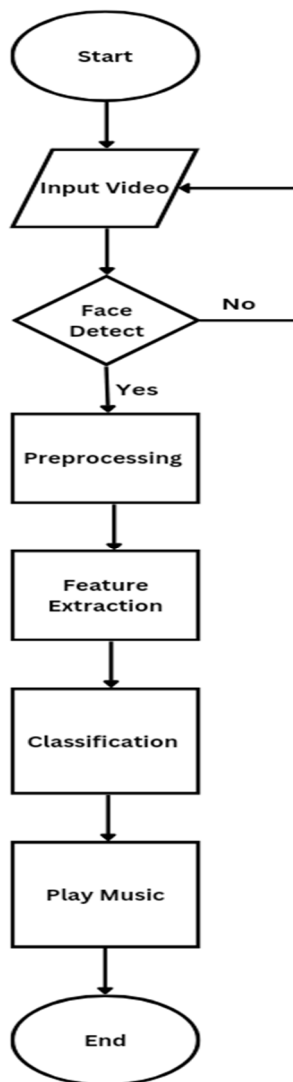 Start
Input Video
Face
Detect
No
Yes
Preprocessing
Feature
Extraction
Classification
Play Music
End